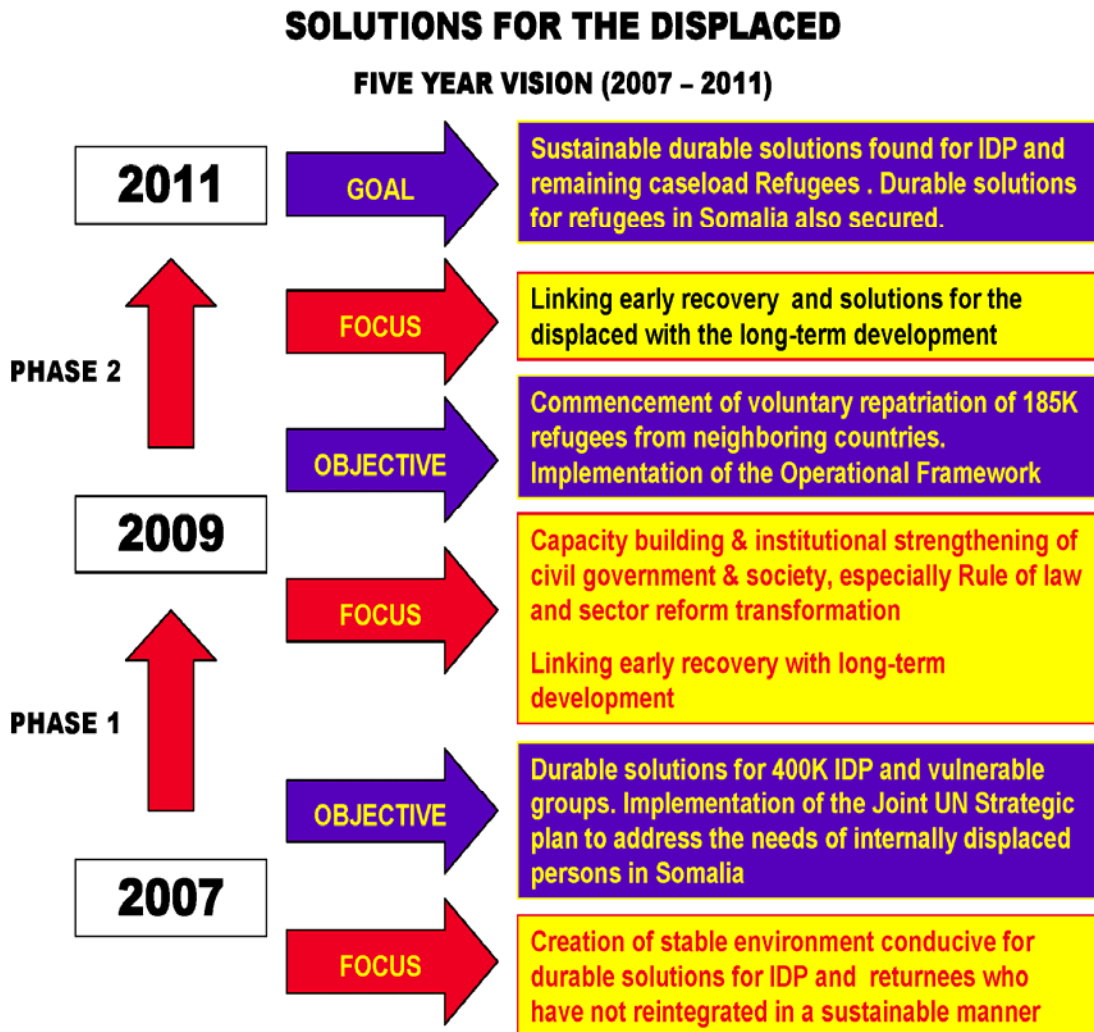 SOLUTIONS FOR THE DISPLACED
FIVE YEAR VISION (2007 – 2011)
2011
GOAL
Sustainable durable solutions found for IDP and
remaining caseload Refugees . Durable solutions
for refugees in Somalia also secured.
FOCUS
Linking early recovery and solutions for the
displaced with the long-term development
PHASE 2
OBJECTIVE
Commencement of voluntary repatriation of 185K
refugees from neighboring countries.
Implementation of the Operational Framework
2009
FOCUS
Capacity building & institutional strengthening of
civil government & society, especially Rule of law
and sector reform transformation
Linking early recovery with long-term
development
PHASE 1
OBJECTIVE
Durable solutions for 400K IDP and vulnerable
groups. Implementation of the Joint UN Strategic
plan to address the needs of internally displaced
persons in Somalia
2007
FOCUS
Creation of stable environment conducive for
durable solutions for IDP and returnees who
have not reintegrated in a sustainable manner